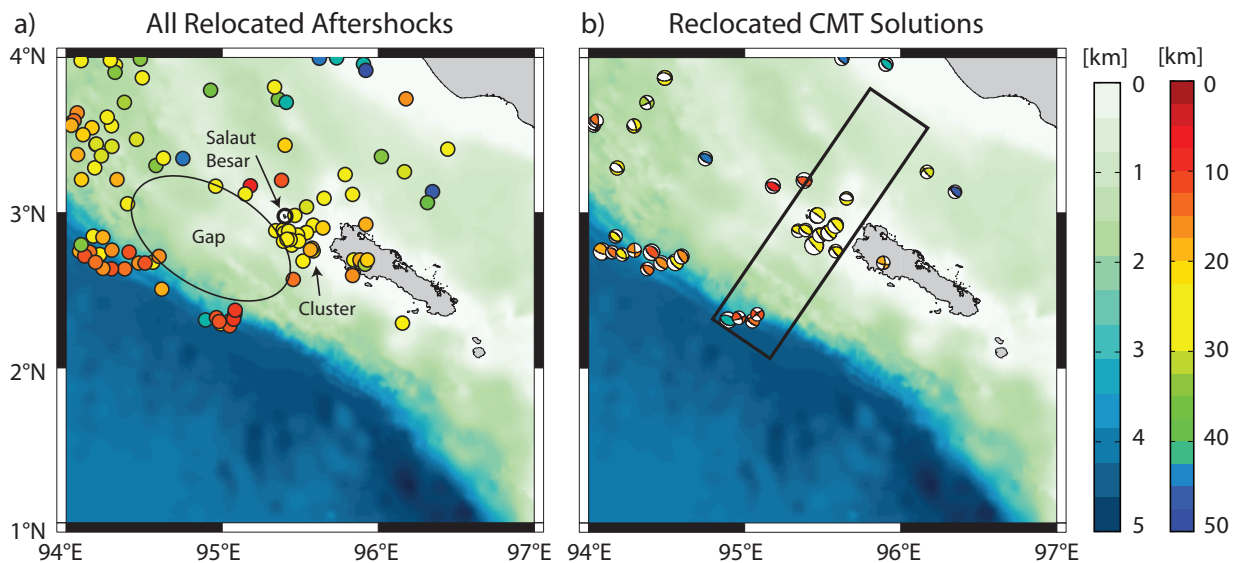 a)
All Relocated Aftershocks
4°N
3°N
2°N
1°N
94°E
95°E
96°E
97°E
Salaut
Besar
Gap
Cluster
b)
Reclocated CMT Solutions
94°E
95°E
96°E
97°E
[km]
0
1
2
3
4
5
[km]
0
10
20
30
40
50